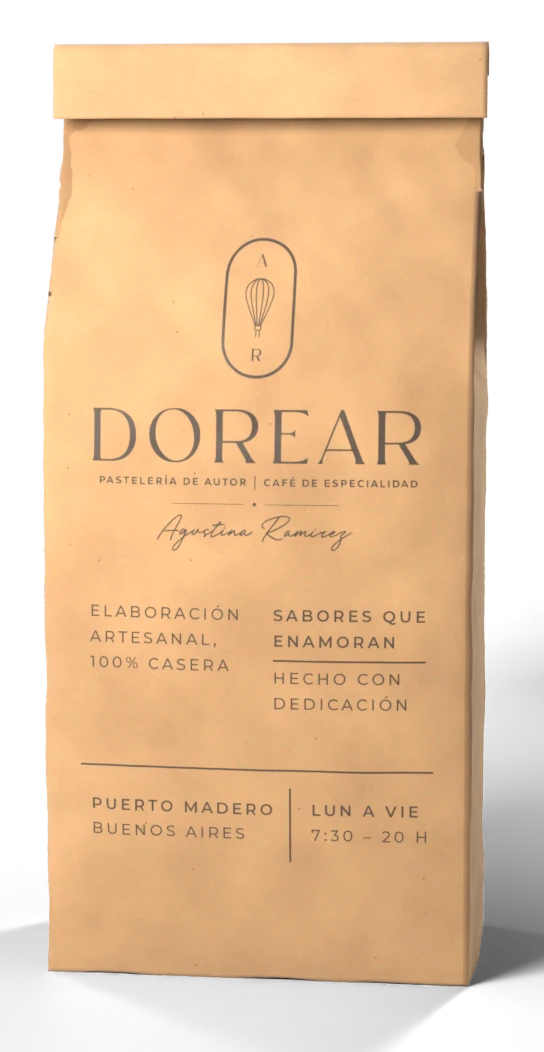 A
R
DOREAR
PASTELERÍA DE AUTOR | CAFÉ DE ESPECIALIDAD
Agustina Ramirez
ELABORACIÓN
ARTESANAL,
100% CASERA
SABORES QUE
ENAMORAN
HECHO CON
DEDICACIÓN
PUERTO MADERO
BUENOS AIRES
LUN A VIE
7:30 – 20 H